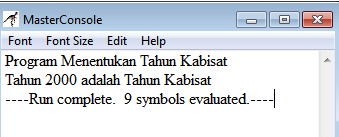 MasterConsole
Font Font Size Edit Help
Program Menentukan Tahun Kabisat
Tahun 2000 adalah Tahun Kabisat
----Run complete.  9 symbols evaluated.----